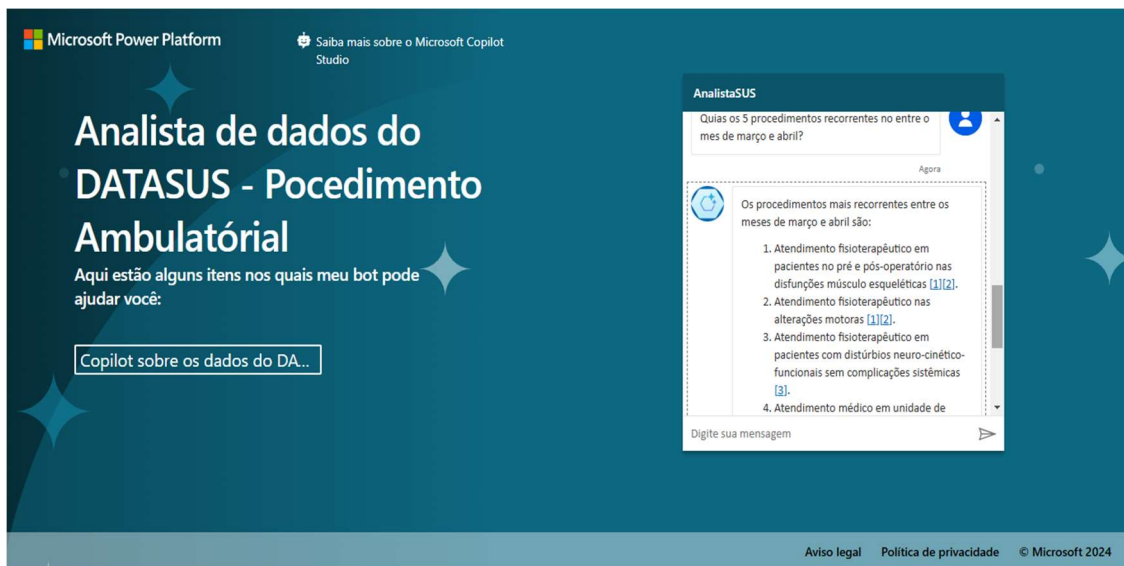 Microsoft Power Platform
Saiba mais sobre o Microsoft Copilot
Studio
Analista de dados do
DATASUS - Pocedimento
Ambulatórial
Aqui estão alguns itens nos quais meu bot pode
ajudar você:
Copilot sobre os dados do DA...
AnalistaSUS
Quias os 5 procedimentos recorrentes no entre o
mes de março e abril?
Agora
Os procedimentos mais recorrentes entre os
meses de março e abril são:
1. Atendimento fisioterapêutico em
pacientes no pré e pós-operatório nas
disfunções músculo esqueléticas [1][2].
2. Atendimento fisioterapêutico nas
alterações motoras [1][2].
3. Atendimento fisioterapêutico em
pacientes com distúrbios neuro-cinético-
funcionais sem complicações sistêmicas
[3].
4. Atendimento médico em unidade de
Digite sua mensagem
Aviso legal Política de privacidade © Microsoft 2024